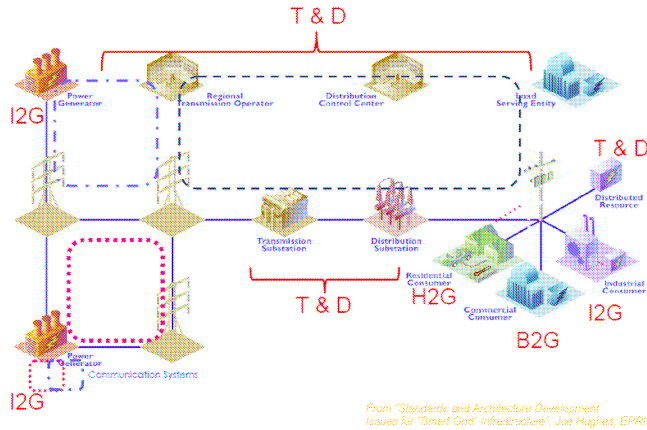 T & D
Power
Generator
Regional
Transmission Operator
Distribution
Control Center
Load
Serving Entity
I2G
T & D
Distributed
Resource
Transmission
Substation
Distribution
Substation
Residential
Consumer
H2G
Commercial
Consumer
Industrial
Consumer
I2G
T & D
B2G
Power
Generator
Communication Systems
I2G
From "Standards and Architecture Development
Issues for "Smart Grid" Infrastructure", Joe Hughes, EPRI